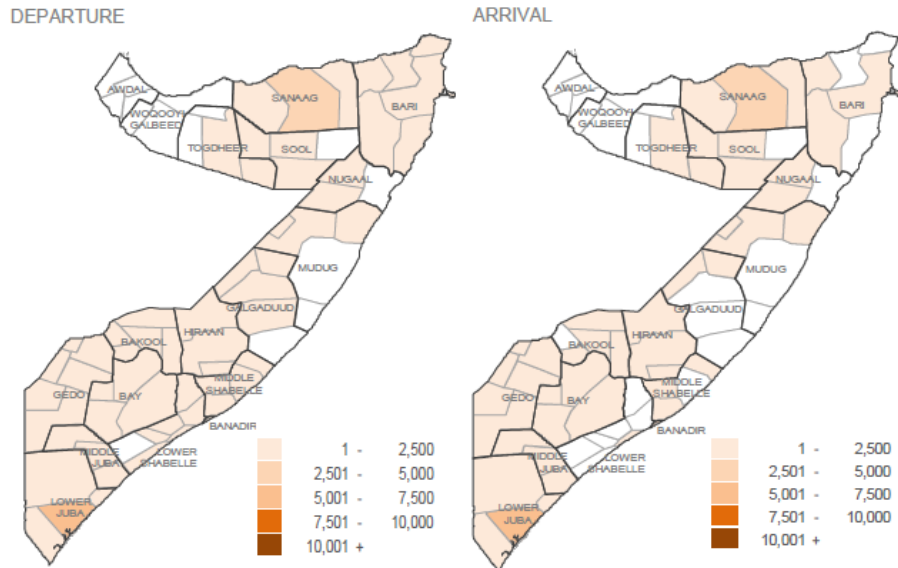 DEPARTURE
AWDAL
WOQOOYI
GALBEED
TOGDHEER
SANAAG
SOOL
BARI
NUGAAL
MUDUG
GALGADUUD
HIRAAN
BAKOOL
GEDO
BAY
MIDDLE
SHABELLE
BANADIR
MIDDLE
JUBA
LOWER
SHABELLE
LOWER
JUBA
1 - 2,500
2,501 - 5,000
5,001 - 7,500
7,501 - 10,000
10,001 +
ARRIVAL
AWDAL
WOQOOYI
GALBEED
TOGDHEER
SANAAG
SOOL
BARI
NUGAAL
MUDUG
GALGADUUD
HIRAAN
BAKOOL
GEDO
BAY
MIDDLE
SHABELLE
BANADIR
MIDDLE
JUBA
LOWER
SHABELLE
LOWER
JUBA
1 - 2,500
2,501 - 5,000
5,001 - 7,500
7,501 - 10,000
10,001 +